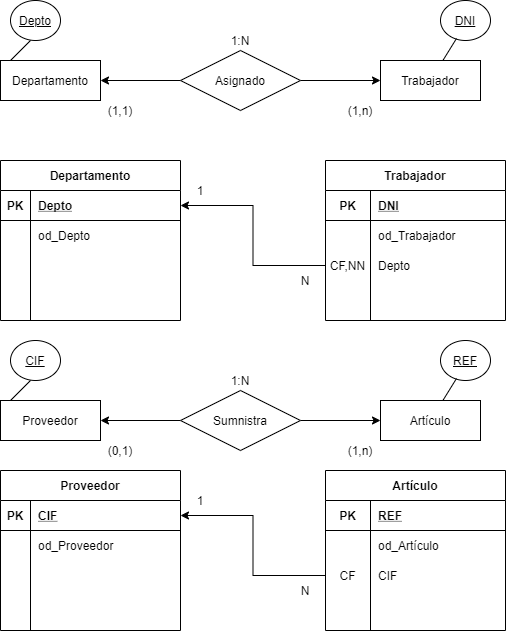 Depto
DNI
1:N
Departamento
Asignado
Trabajador
(1,1)
(1,n)
Departamento
PK Depto
od_Depto
1
N
Trabajador
PK DNI
od_Trabajador
CF,NN Depto
CIF
REF
1:N
Proveedor
Sumnistra
Artículo
(0,1)
(1,n)
Proveedor
PK CIF
od_Proveedor
1
N
Artículo
PK REF
od_Artículo
CF CIF